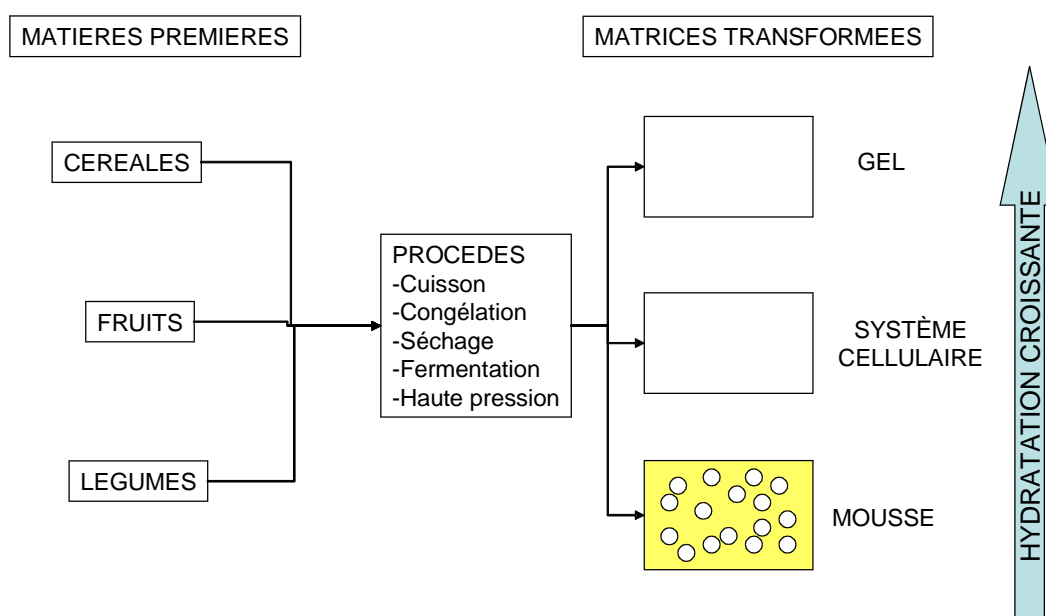 MATIERES PREMIERES
MATRICES TRANSFORMEES
CEREALES
FRUITS
LEGUMES
PROCEDES
-Cuisson
-Congélation
-Séchage
-Fermentation
-Haute pression
GEL
SYSTÈME
CELLULAIRE
MOUSSE
HYDRATATION CROISSANTE